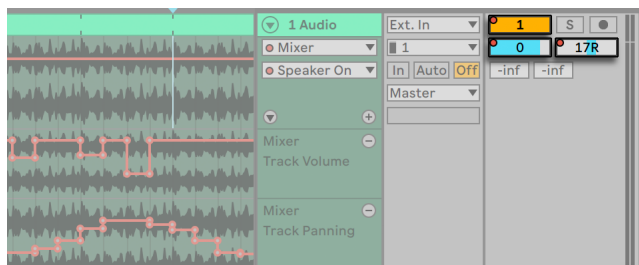 1 Audio Ext. In 1 S
Mixer 1 0 17R
Speaker On In Auto Off -inf -inf
Master
Mixer
Track Volume
Mixer
Track Panning